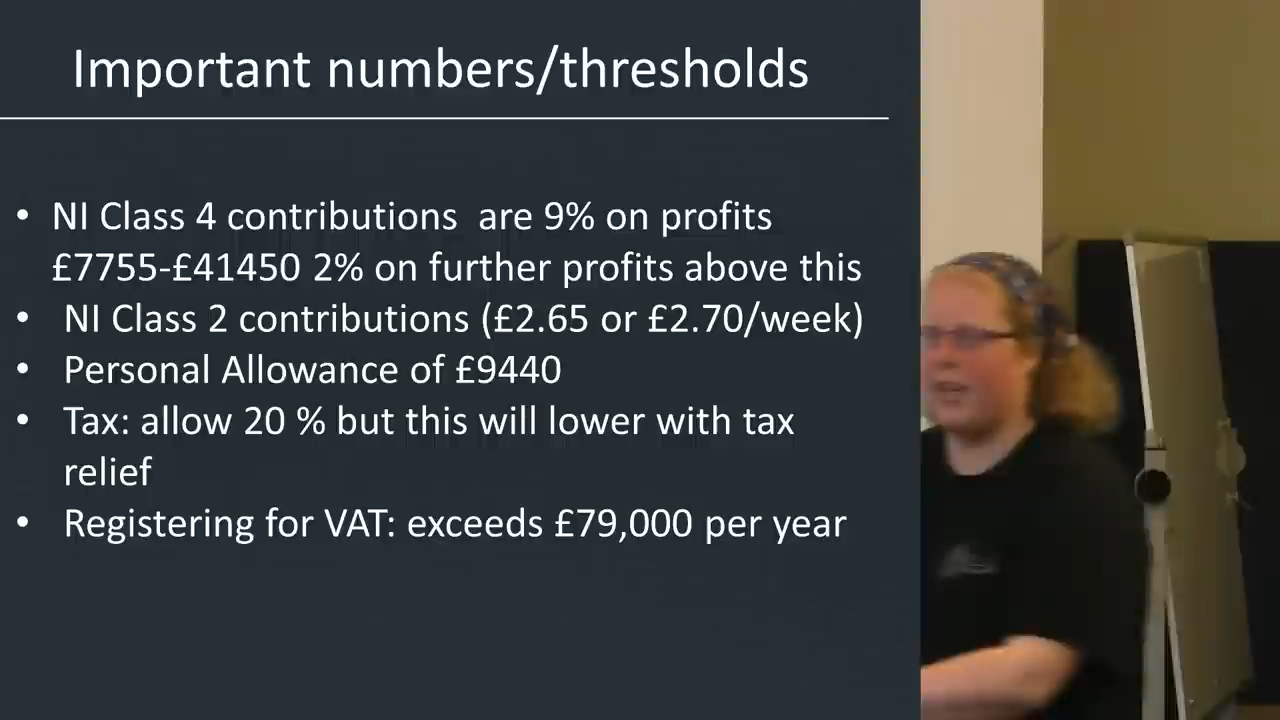 Important numbers/thresholds
• NI Class 4 contributions  are 9% on profits
£7755-£41450 2% on further profits above this
• NI Class 2 contributions (£2.65 or £2.70/week)
• Personal Allowance of £9440
• Tax: allow 20 % but this will lower with tax
relief
• Registering for VAT: exceeds £79,000 per year